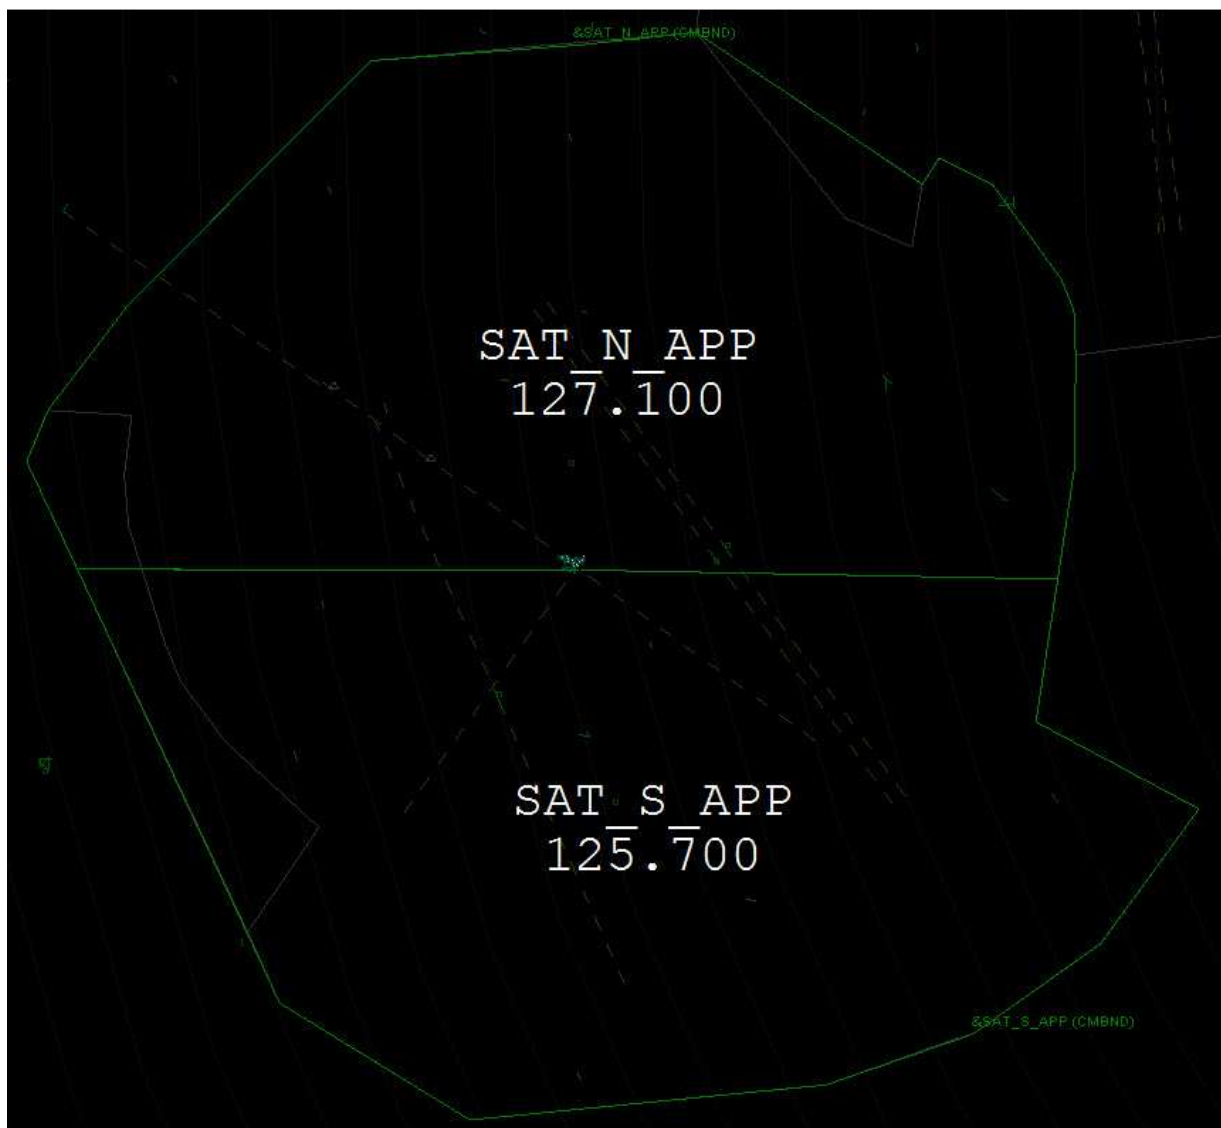 &SAT_N_APP (CMBND)
SAT_N_APP
127.100
SAT_S_APP
125.700
&SAT_S_APP (CMBND)